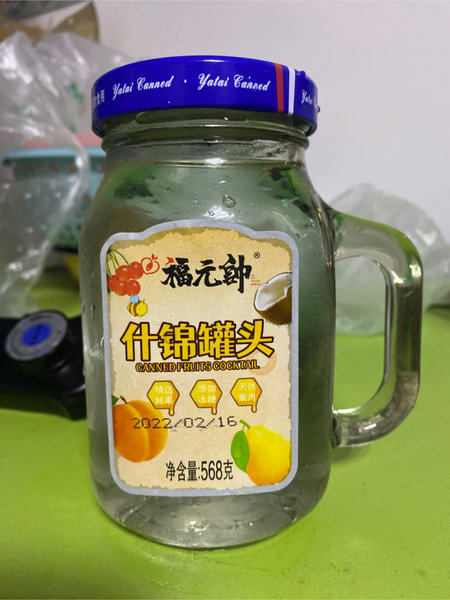 Yatai Canned
Yatai Canned
Yatai
福元帅
什锦罐头
CANNED FRUITS COCKTAIL
精选
鲜果
添加
冰糖
天然
果肉
2022/02/16
净含量:568克